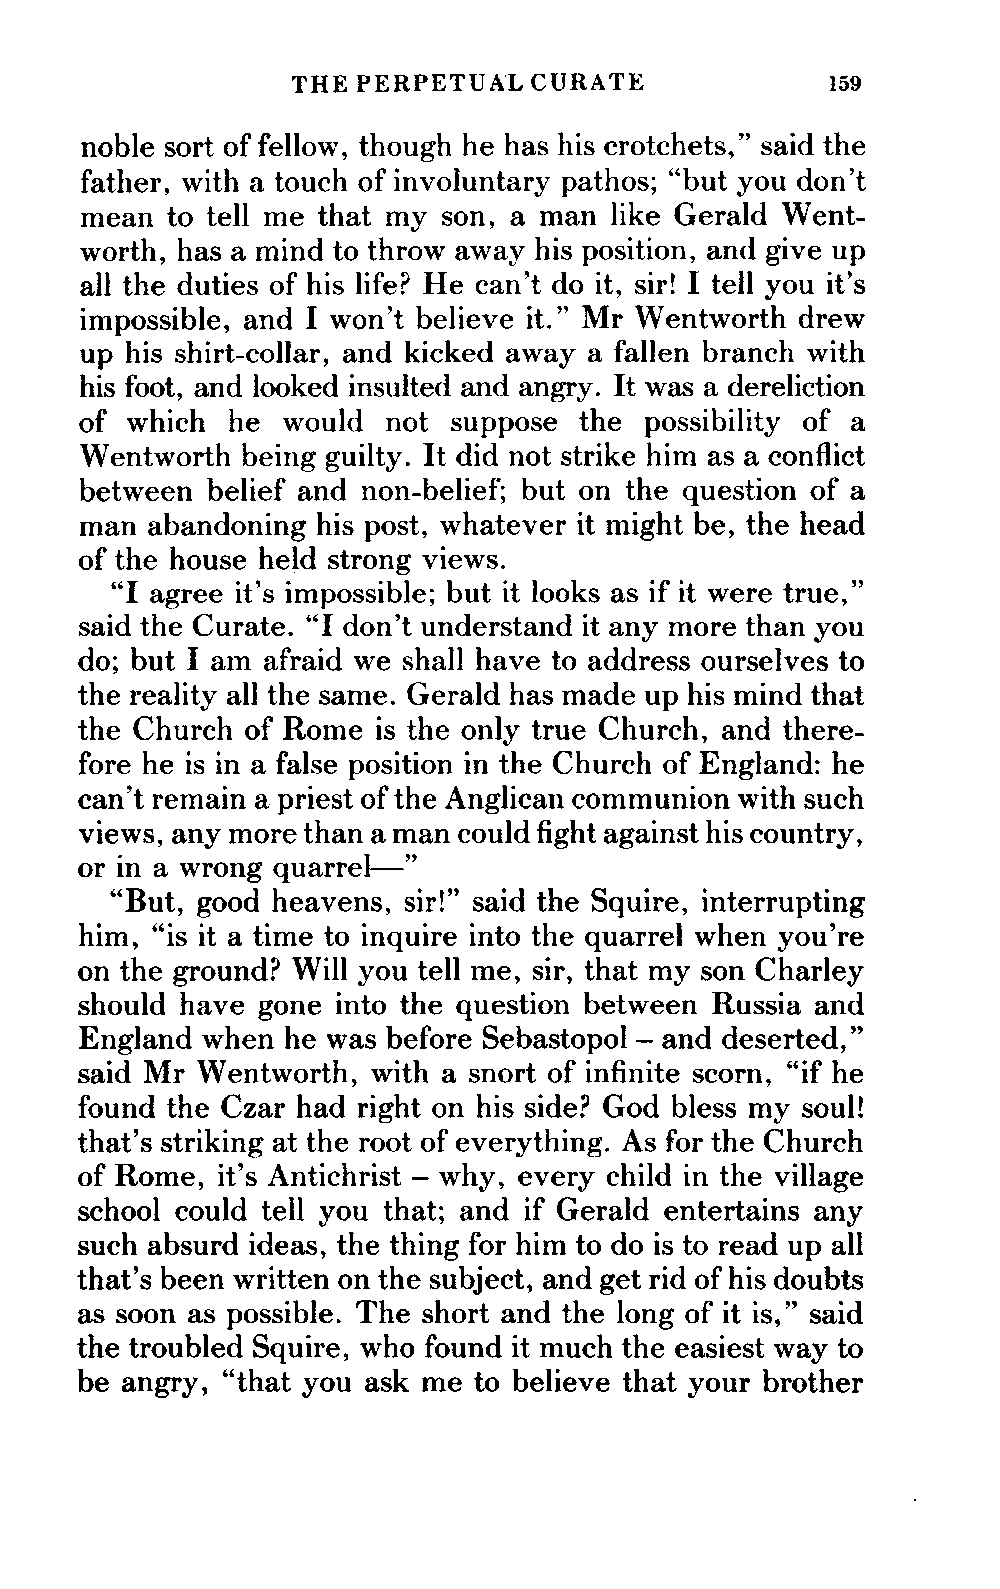 THE PERPETUAL CURATE 159
noble sort of fellow, though he has his crotchets,” said the
father, with a touch of involuntary pathos; “but you don’t
mean to tell me that my son, a man like Gerald Went-
worth, has a mind to throw away his position, and give up
all the duties of his life? He can’t do it, sir! I tell you it’s
impossible, and I won’t believe it.” Mr Wentworth drew
up his shirt-collar, and kicked away a fallen branch with
his foot, and looked insulted and angry. It was a dereliction
of which he would not suppose the possibility of a
Wentworth being guilty. It did not strike him as a conflict
between belief and non-belief; but on the question of a
man abandoning his post, whatever it might be, the head
of the house held strong views.
“I agree it’s impossible; but it looks as if it were true,”
said the Curate. “I don’t understand it any more than you
do; but I am afraid we shall have to address ourselves to
the reality all the same. Gerald has made up his mind that
the Church of Rome is the only true Church, and there-
fore he is in a false position in the Church of England: he
can’t remain a priest of the Anglican communion with such
views, any more than a man could fight against his country,
or in a wrong quarrel—”
“But, good heavens, sir!” said the Squire, interrupting
him, “is it a time to inquire into the quarrel when you’re
on the ground? Will you tell me, sir, that my son Charley
should have gone into the question between Russia and
England when he was before Sebastopol – and deserted,”
said Mr Wentworth, with a snort of infinite scorn, “if he
found the Czar had right on his side? God bless my soul!
that’s striking at the root of everything. As for the Church
of Rome, it’s Antichrist – why, every child in the village
school could tell you that; and if Gerald entertains any
such absurd ideas, the thing for him to do is to read up all
that’s been written on the subject, and get rid of his doubts
as soon as possible. The short and the long of it is,” said
the troubled Squire, who found it much the easiest way to
be angry, “that you ask me to believe that your brother